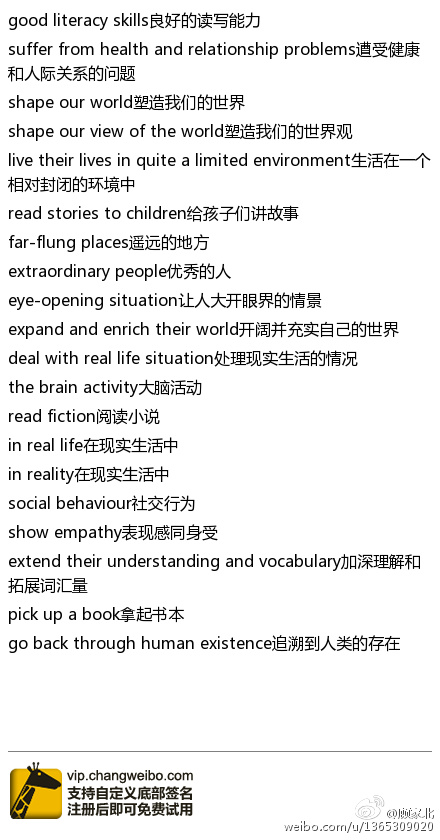 good literacy skills良好的读写能力
suffer from health and relationship problems遭受健康
和人际关系的问题
shape our world塑造我们的世界
shape our view of the world塑造我们的世界观
live their lives in quite a limited environment生活在一个
相对封闭的环境中
read stories to children给孩子们讲故事
far-flung places遥远的地方
extraordinary people优秀的人
eye-opening situation让人大开眼界的情景
expand and enrich their world开阔并充实自己的世界
deal with real life situation处理现实生活的情况
the brain activity大脑活动
read fiction阅读小说
in real life在现实生活中
in reality在现实生活中
social behaviour社交行为
show empathy表现感同身受
extend their understanding and vocabulary加深理解和
拓展词汇量
pick up a book拿起书本
go back through human existence追溯到人类的存在
vip.changweibo.com
支持自定义底部签名
注册后即可免费试用
@顾家北
weibo.com/u/1365309020